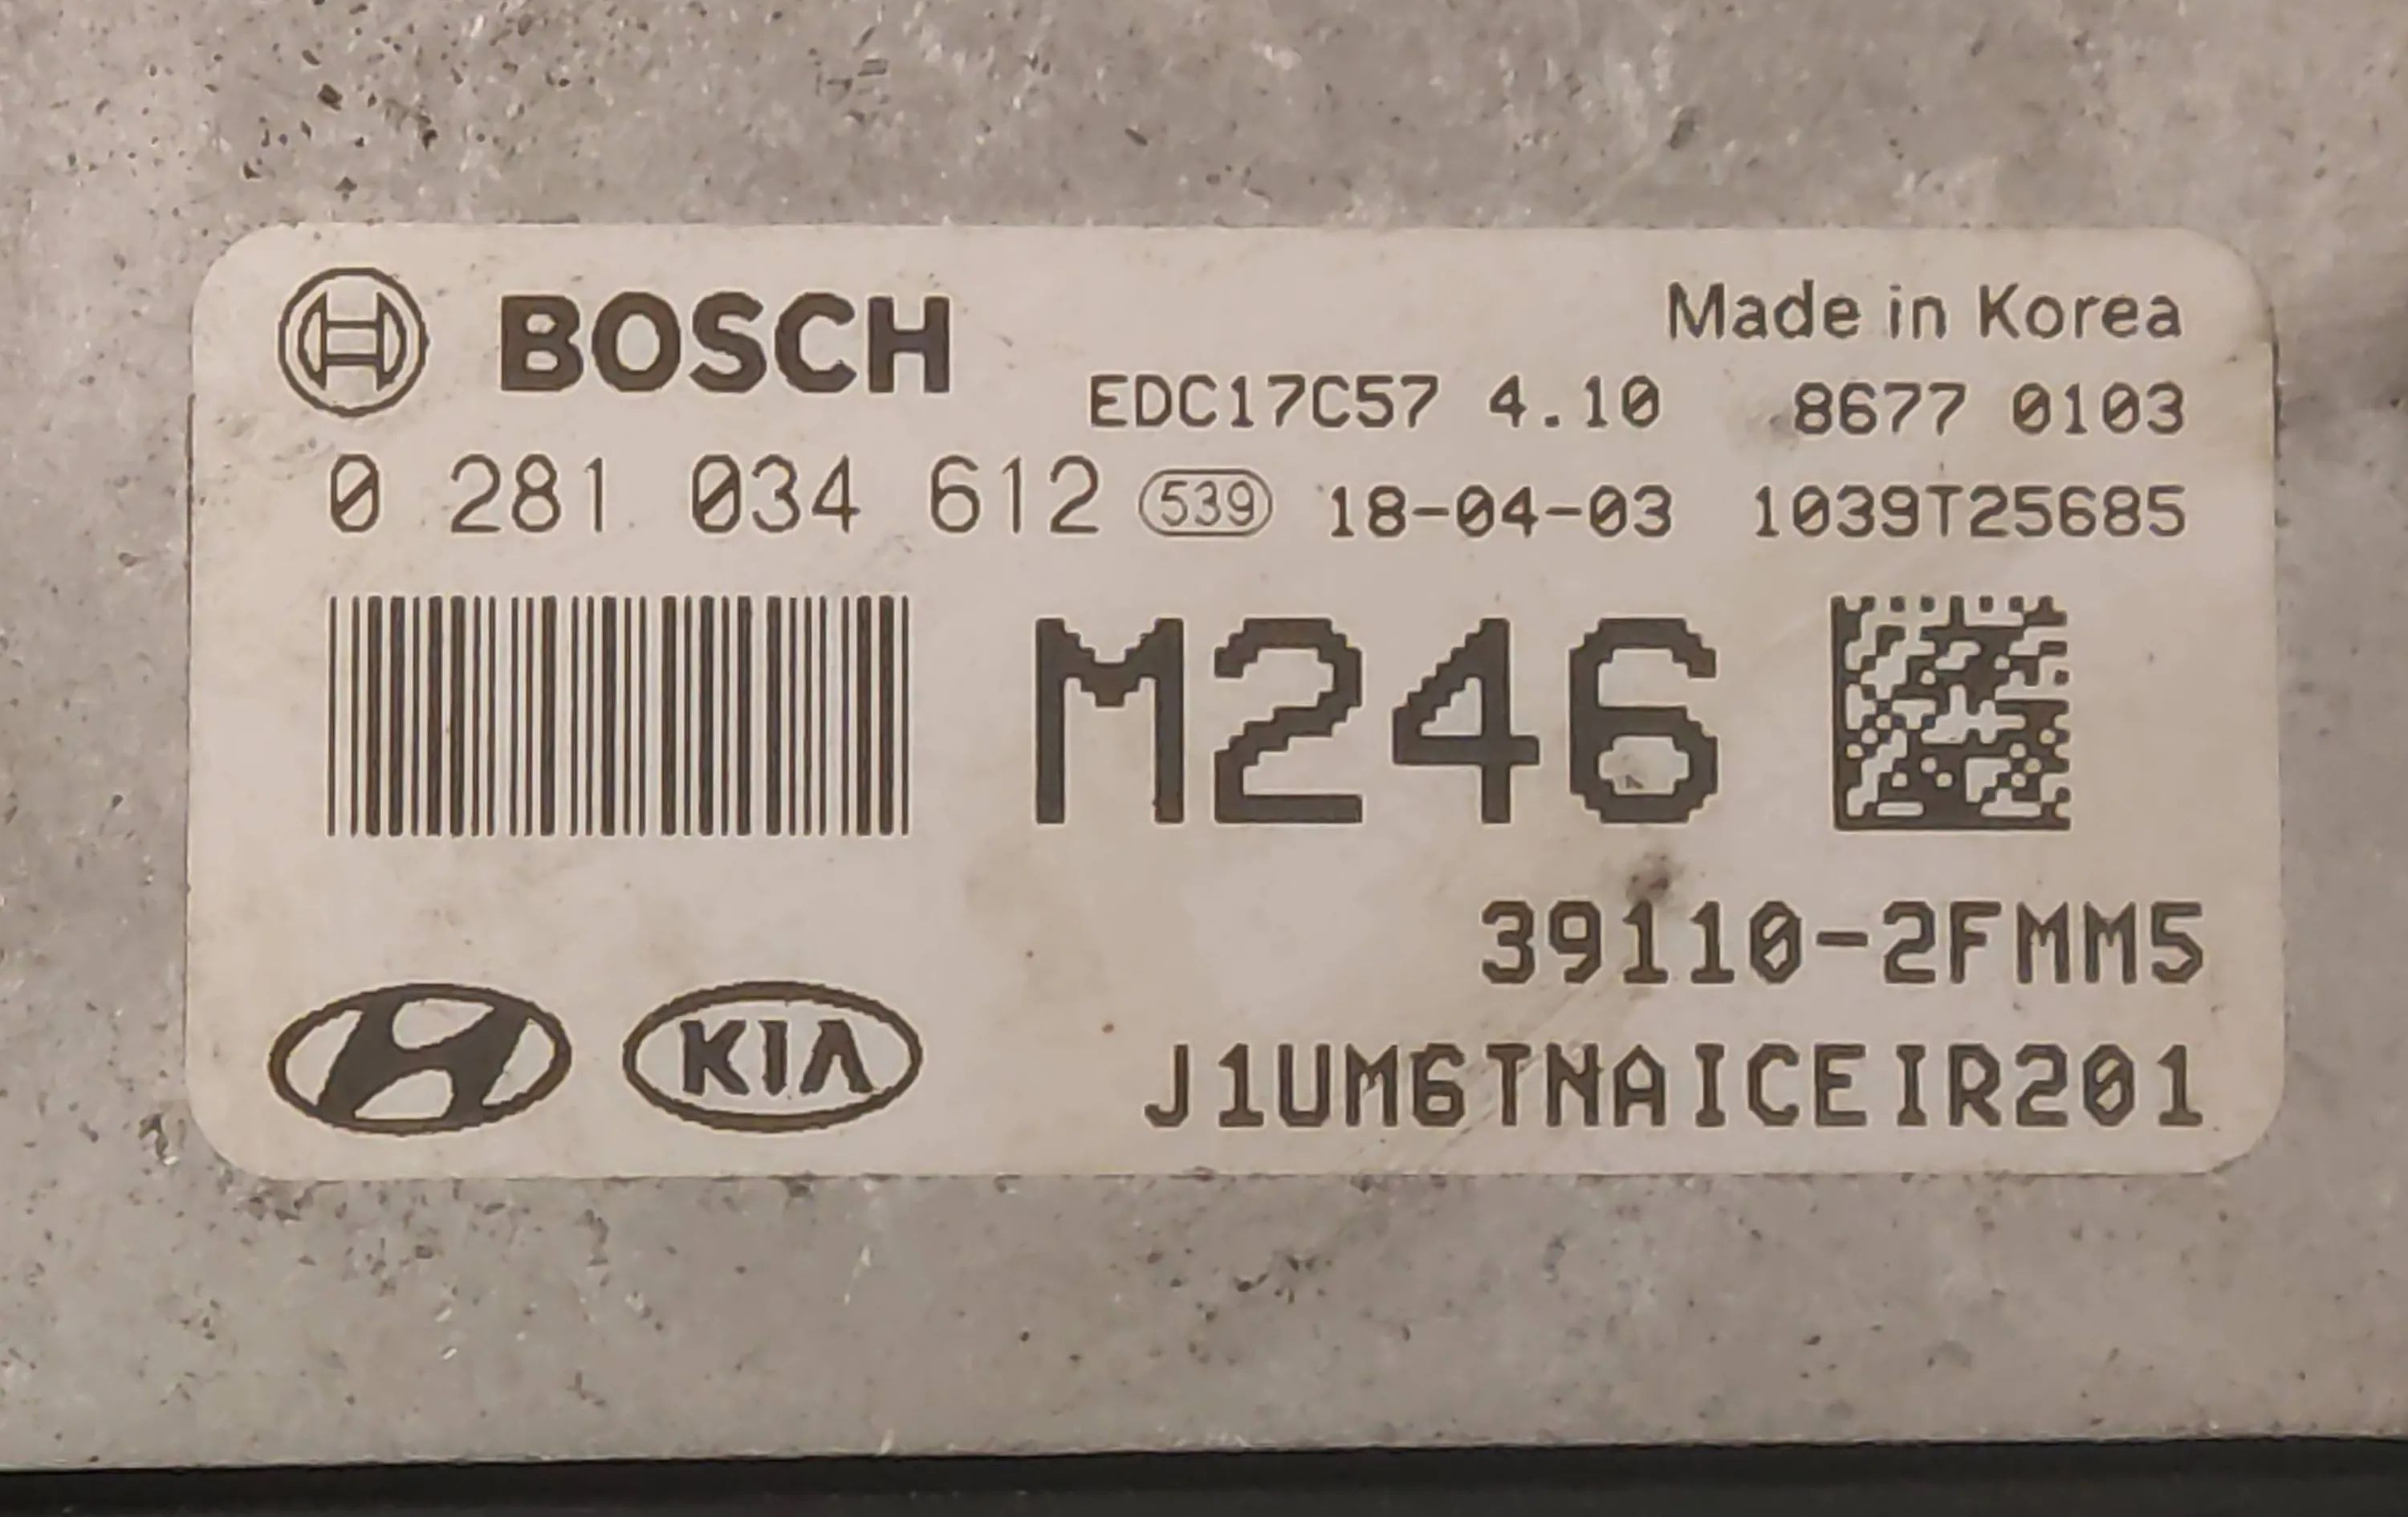 BOSCH
Made in Korea
EDC17C57 4.10 8677 0103
0 281 034 612 539 18-04-03 1039T25685
M246
39110-2FMM5
KIA
J1UM6TNAICEIR201